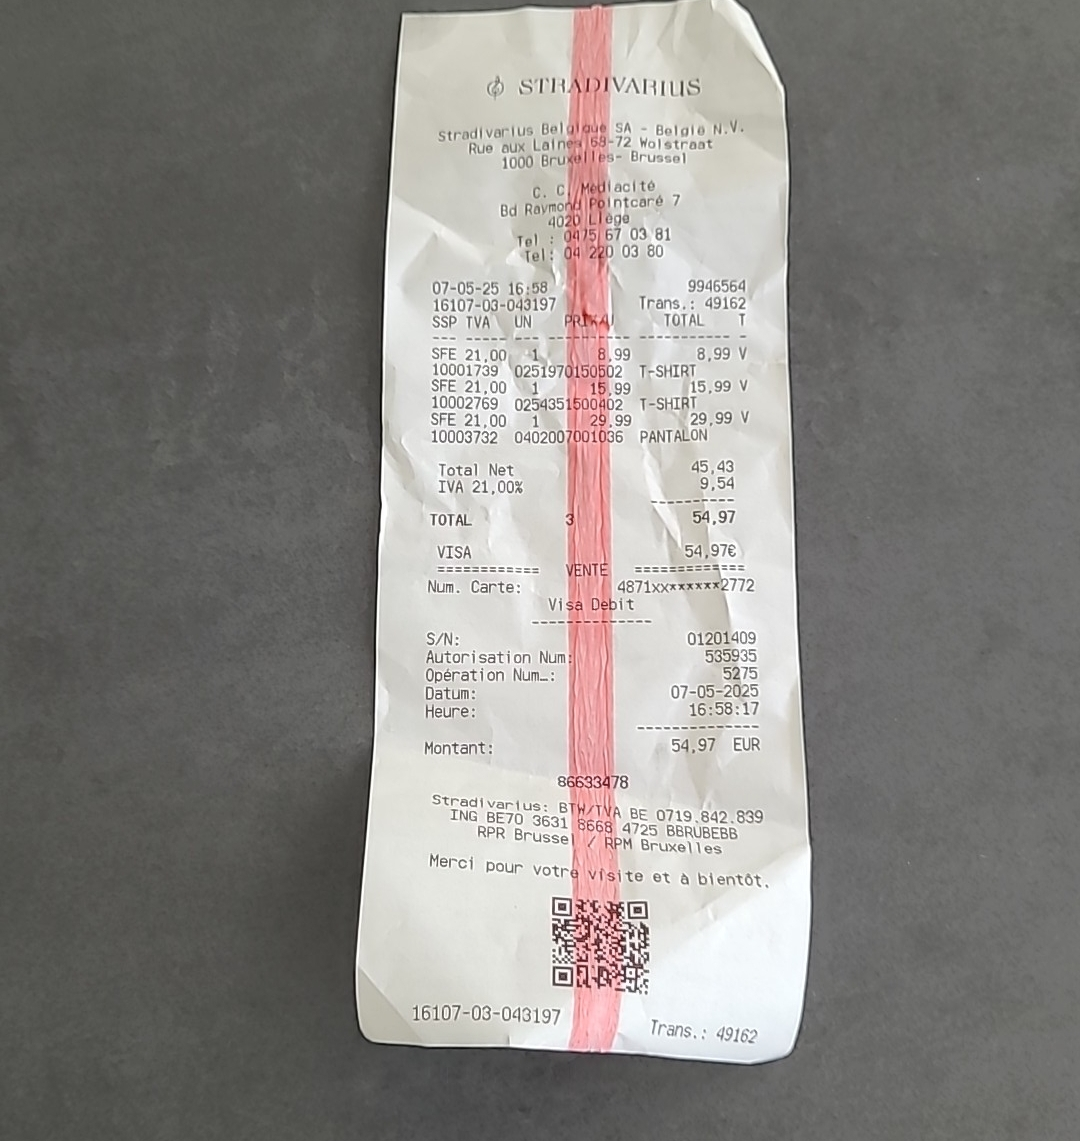 STRADIVARIUS
Stradivarius Belgique SA - België N.V.
Rue aux Laines 68-72 Wolstraat
1000 Bruxelles- Brussel
C. C. Médiacité
Bd Raymond Pointcaré 7
4020 Liège
Tel : 0475 67 03 81
Tel: 04 220 03 80
07-05-25 16:58 9946564
16107-03-043197 Trans.: 49162
SSP TVA UN TOTAL T
--- ----- --- ---------- ----------- -
SFE 21,00 1 8,99 8,99 V
10001739 0251970150502 T-SHIRT
SFE 21,00 1 15,99 15,99 V
10002769 0254351500402 T-SHIRT
SFE 21,00 1 29,99 29,99 V
10003732 0402007001036 PANTALON
Total Net 45,43
IVA 21,00% 9,54
----------
TOTAL 3 54,97
VISA 54,97€
============ VENTE =============
Num. Carte: 4871xx******2772
Visa Debit
--------------
S/N: 01201409
Autorisation Num: 535935
Opération Num_: 5275
Datum: 07-05-2025
Heure: 16:58:17
--------------
Montant: 54,97 EUR
86633478
Stradivarius: BTW/TVA BE 0719.842.839
ING BE70 3631 8668 4725 BBRUBEBB
RPR Brussel / RPM Bruxelles
Merci pour votre visite et à bientôt.
16107-03-043197 Trans.: 49162